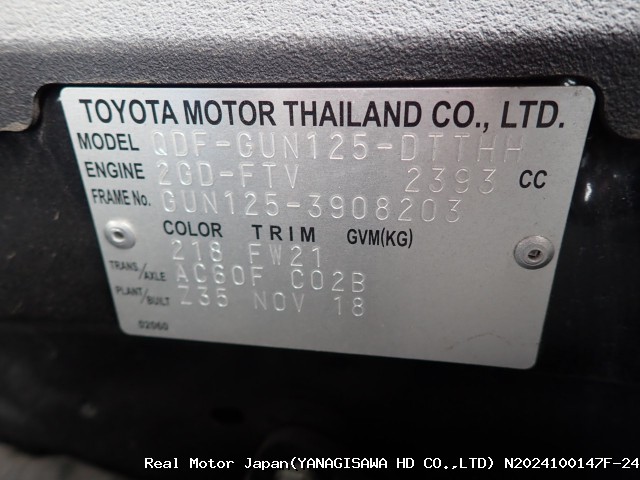 TOYOTA MOTOR THAILAND CO., LTD.
MODEL QDF-GUN125-DTTHH
ENGINE 2GD-FTV 2393 CC
FRAME No. GUN125-3908203
COLOR TRIM GVM(KG)
218 FW21
TRANS/AXLE AC60F C02B
PLANT/BUILT Z35 NOV 18
02060
Real Motor Japan(YANAGISAWA HD CO.,LTD) N2024100147F-24